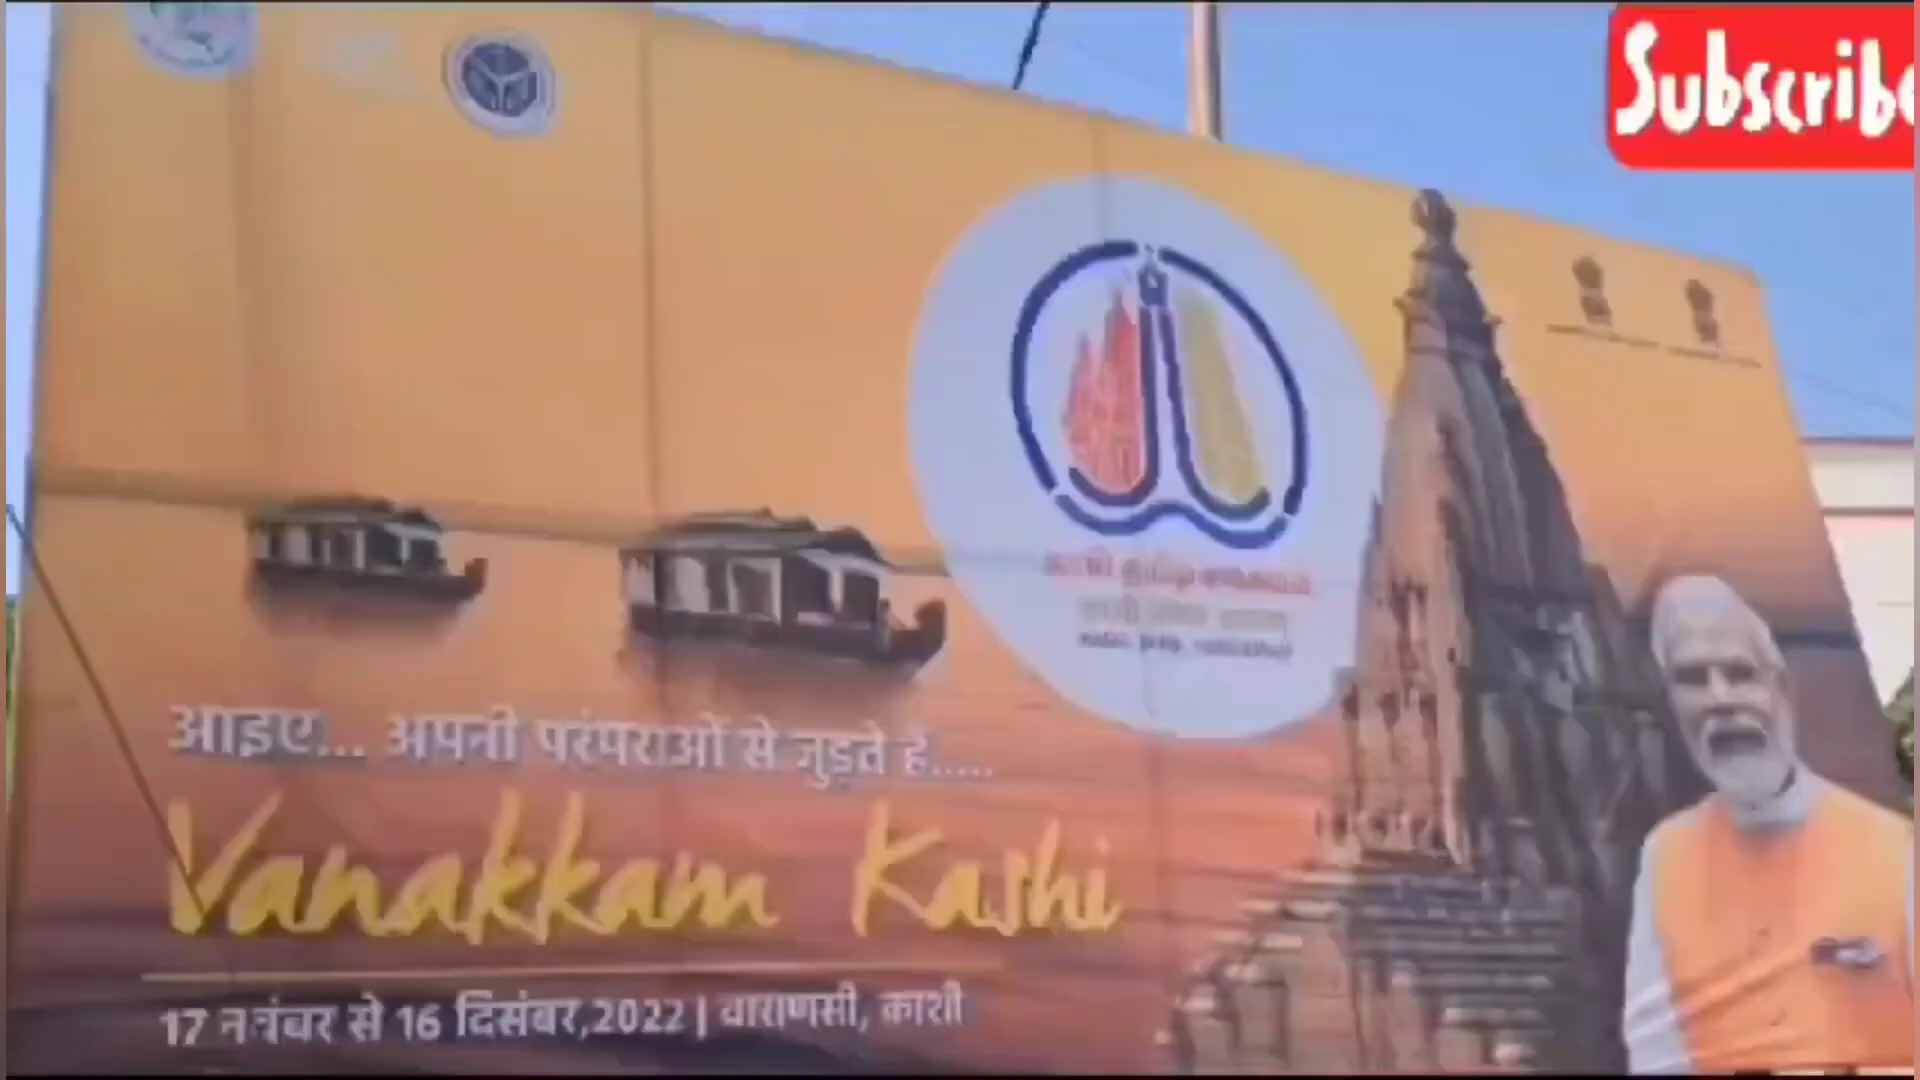 Subscribe
आइए... अपनी परंपराओं से जुड़ते हैं.....
Vanakkam Kashi
17 नवंबर से 16 दिसंबर,2022 | वाराणसी, काशी